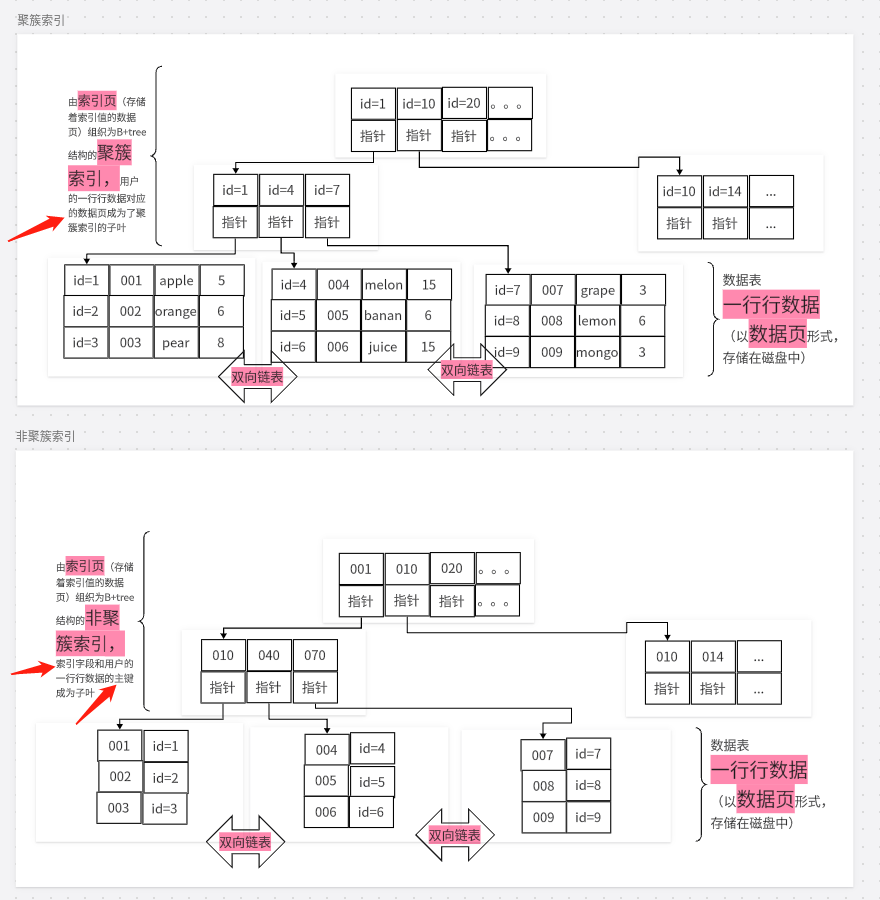 聚簇索引
由索引页（存储
着索引值的数据
页）组织为B+tree
结构的聚簇
索引，用户
的一行行数据对应
的数据页成为了聚
簇索引的子叶
id=1 id=10 id=20 。。。
指针 指针 指针 。。。
id=1 id=4 id=7
指针 指针 指针
id=10 id=14 ...
指针 指针 ...
id=1 001 apple 5
id=2 002 orange 6
id=3 003 pear 8
id=4 004 melon 15
id=5 005 banan 6
id=6 006 juice 15
id=7 007 grape 3
id=8 008 lemon 6
id=9 009 mongo 3
双向链表
双向链表
数据表
一行行数据
（以数据页形式，
存储在磁盘中）
非聚簇索引
由索引页（存储
着索引值的数据
页）组织为B+tree
结构的非聚
簇索引，
索引字段和用户的
一行行数据的主键
成为子叶
001 010 020 。。。
指针 指针 指针 。。。
010 040 070
指针 指针 指针
010 014 ...
指针 指针 ...
001 id=1
002 id=2
003 id=3
004 id=4
005 id=5
006 id=6
007 id=7
008 id=8
009 id=9
双向链表
双向链表
数据表
一行行数据
（以数据页形式，
存储在磁盘中）